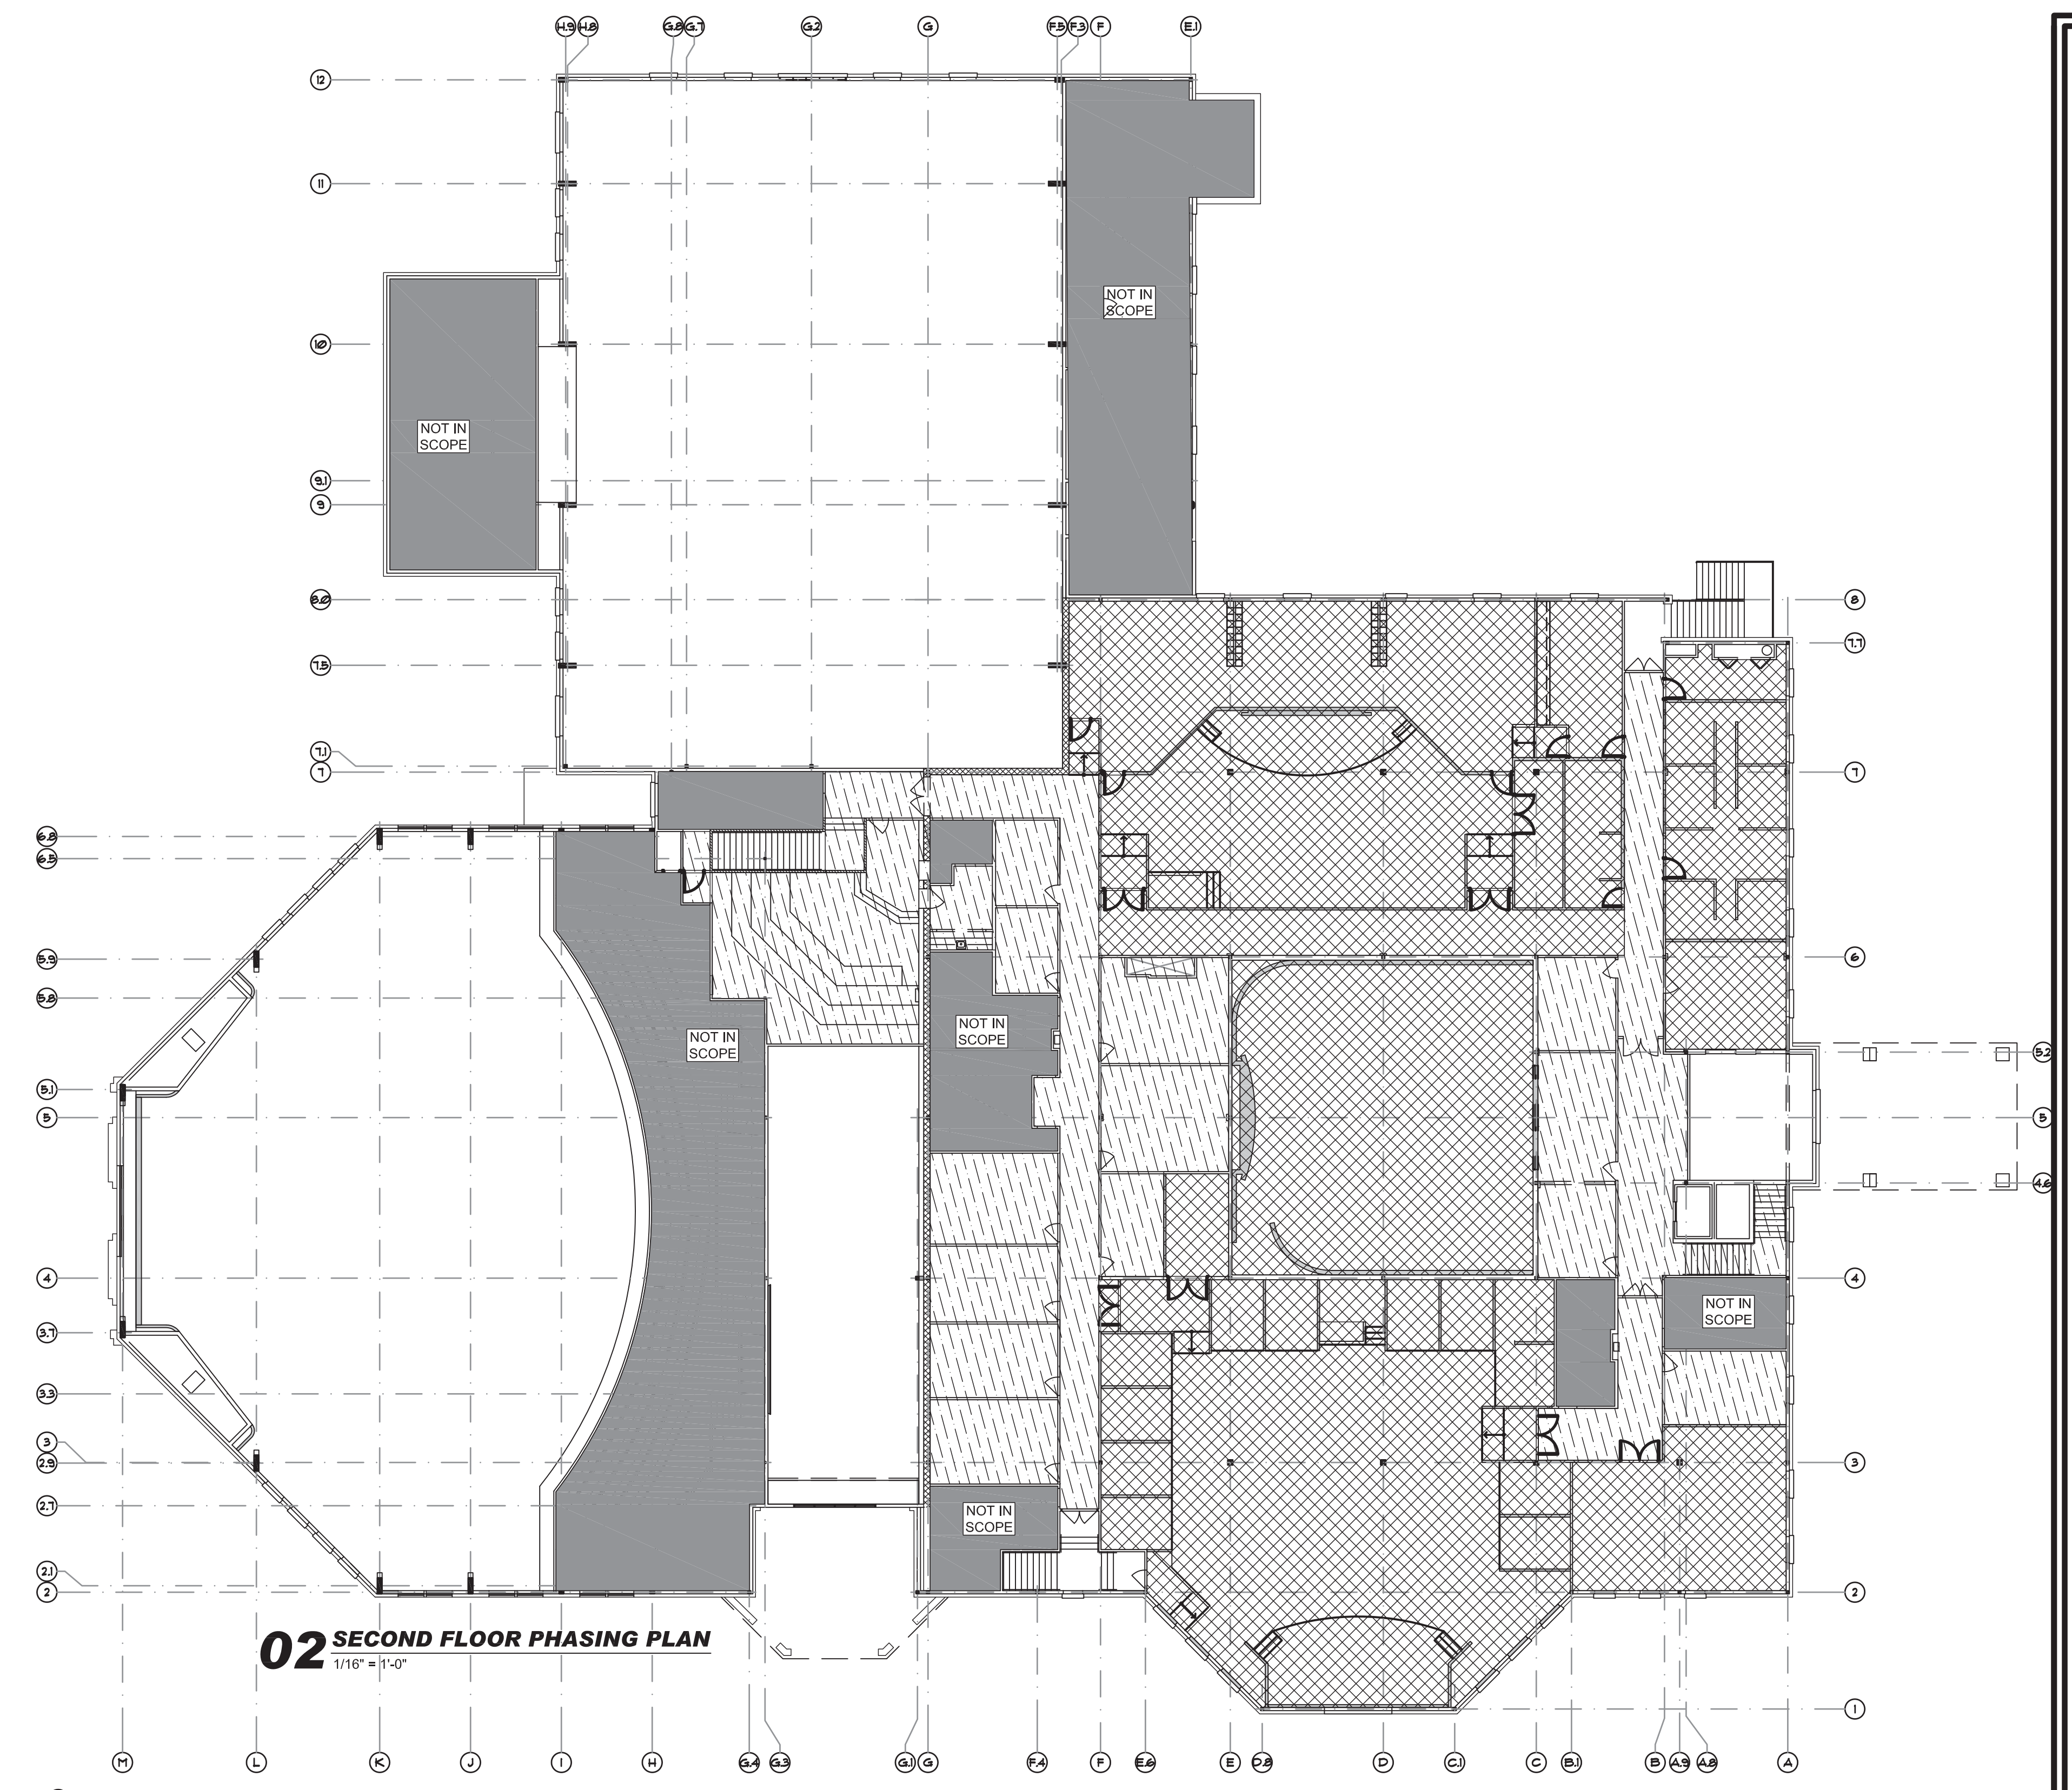 H.9 H.8 G.8 G.7 G.2 G F.5 F.3 F E.1
12
11
10
NOT IN
SCOPE
NOT IN
SCOPE
9.1
9
8.0
8
7.7
7.5
7.1
7
7
6.8
6.5
5.9
6
5.8
NOT IN
SCOPE
NOT IN
SCOPE
5.2
5.1
5
5
4.6
4
4
NOT IN
SCOPE
3.7
3.3
3
2.9
3
2.7
NOT IN
SCOPE
2.1
2
2
02 SECOND FLOOR PHASING PLAN
1/16" = 1'-0"
1
M L K J I H G.4 G.3 G.1 G F.4 F E.6 E D.8 D C.1 C B.1 B A.9 A.8 A